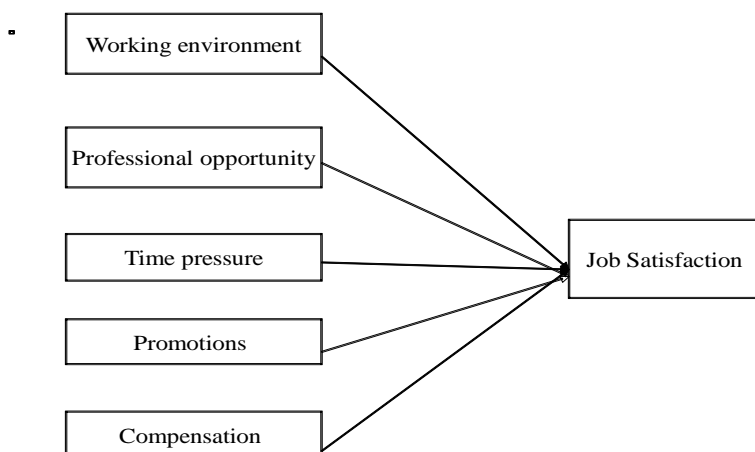 Working environment
Professional opportunity
Time pressure
Job Satisfaction
Promotions
Compensation